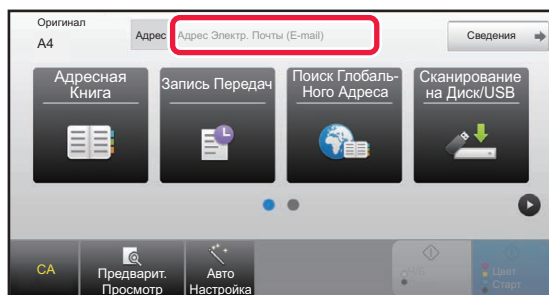 Оригинал
A4
Адрес
Адрес Электр. Почты (E-mail)
Сведения
Адресная
Книга
Запись Передач
Поиск Глобаль-
Ного Адреса
Сканирование
на Диск/USB
CA
Предварит.
Просмотр
Авто
Настройка
Ч/Б
Старт
Цвет
Старт